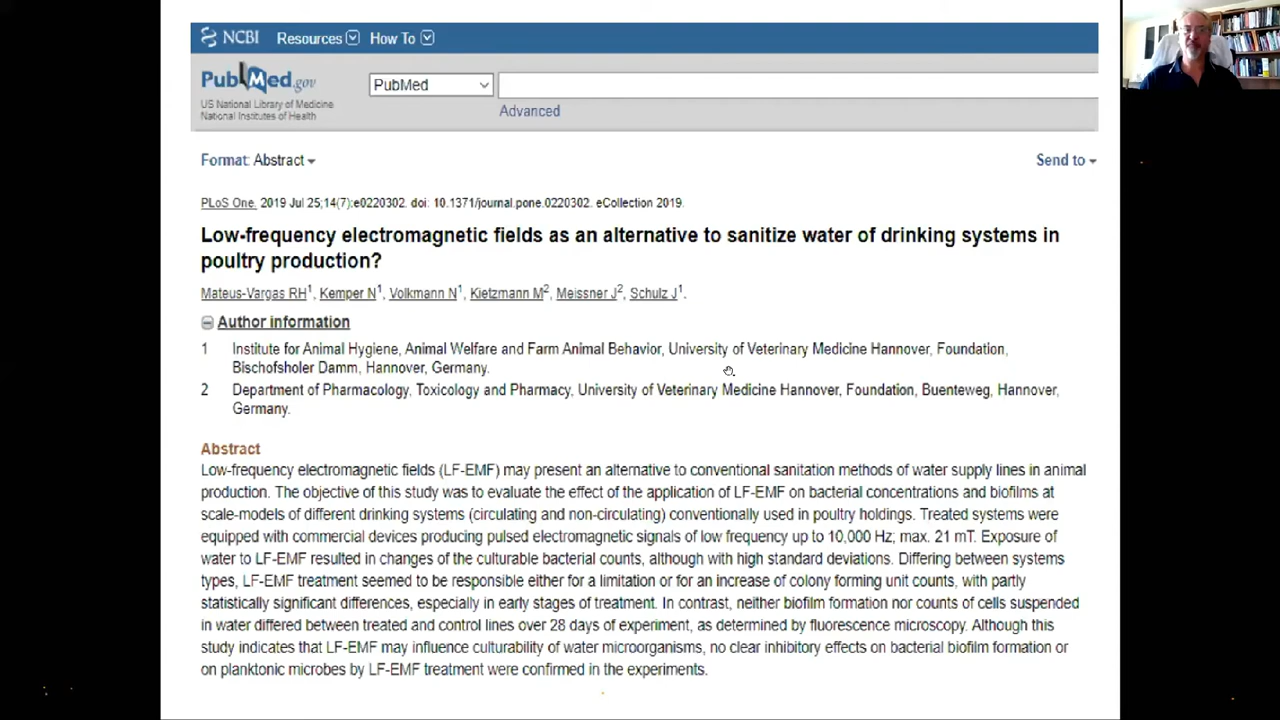 NCBI Resources How To
PubMed.gov
US National Library of Medicine
National Institutes of Health
PubMed
Advanced
Format: Abstract
Send to
PLoS One. 2019 Jul 25;14(7):e0220302. doi: 10.1371/journal.pone.0220302. eCollection 2019.
Low-frequency electromagnetic fields as an alternative to sanitize water of drinking systems in
poultry production?
Mateus-Vargas RH1, Kemper N1, Volkmann N1, Kietzmann M2, Meissner J2, Schulz J1.
Author information
1 Institute for Animal Hygiene, Animal Welfare and Farm Animal Behavior, University of Veterinary Medicine Hannover, Foundation,
Bischofsholer Damm, Hannover, Germany.
2 Department of Pharmacology, Toxicology and Pharmacy, University of Veterinary Medicine Hannover, Foundation, Buenteweg, Hannover,
Germany.
Abstract
Low-frequency electromagnetic fields (LF-EMF) may present an alternative to conventional sanitation methods of water supply lines in animal
production. The objective of this study was to evaluate the effect of the application of LF-EMF on bacterial concentrations and biofilms at
scale-models of different drinking systems (circulating and non-circulating) conventionally used in poultry holdings. Treated systems were
equipped with commercial devices producing pulsed electromagnetic signals of low frequency up to 10,000 Hz; max. 21 mT. Exposure of
water to LF-EMF resulted in changes of the culturable bacterial counts, although with high standard deviations. Differing between systems
types, LF-EMF treatment seemed to be responsible either for a limitation or for an increase of colony forming unit counts, with partly
statistically significant differences, especially in early stages of treatment. In contrast, neither biofilm formation nor counts of cells suspended
in water differed between treated and control lines over 28 days of experiment, as determined by fluorescence microscopy. Although this
study indicates that LF-EMF may influence culturability of water microorganisms, no clear inhibitory effects on bacterial biofilm formation or
on planktonic microbes by LF-EMF treatment were confirmed in the experiments.